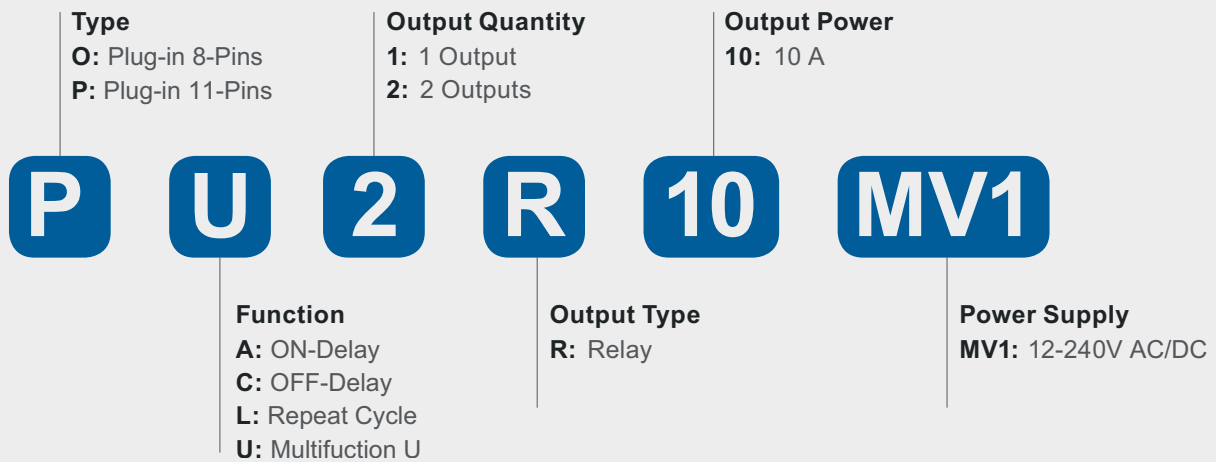 Type
O: Plug-in 8-Pins
P: Plug-in 11-Pins
Output Quantity
1: 1 Output
2: 2 Outputs
Output Power
10: 10 A
P U 2 R 10 MV1
Function
A: ON-Delay
C: OFF-Delay
L: Repeat Cycle
U: Multifuction U
Output Type
R: Relay
Power Supply
MV1: 12-240V AC/DC